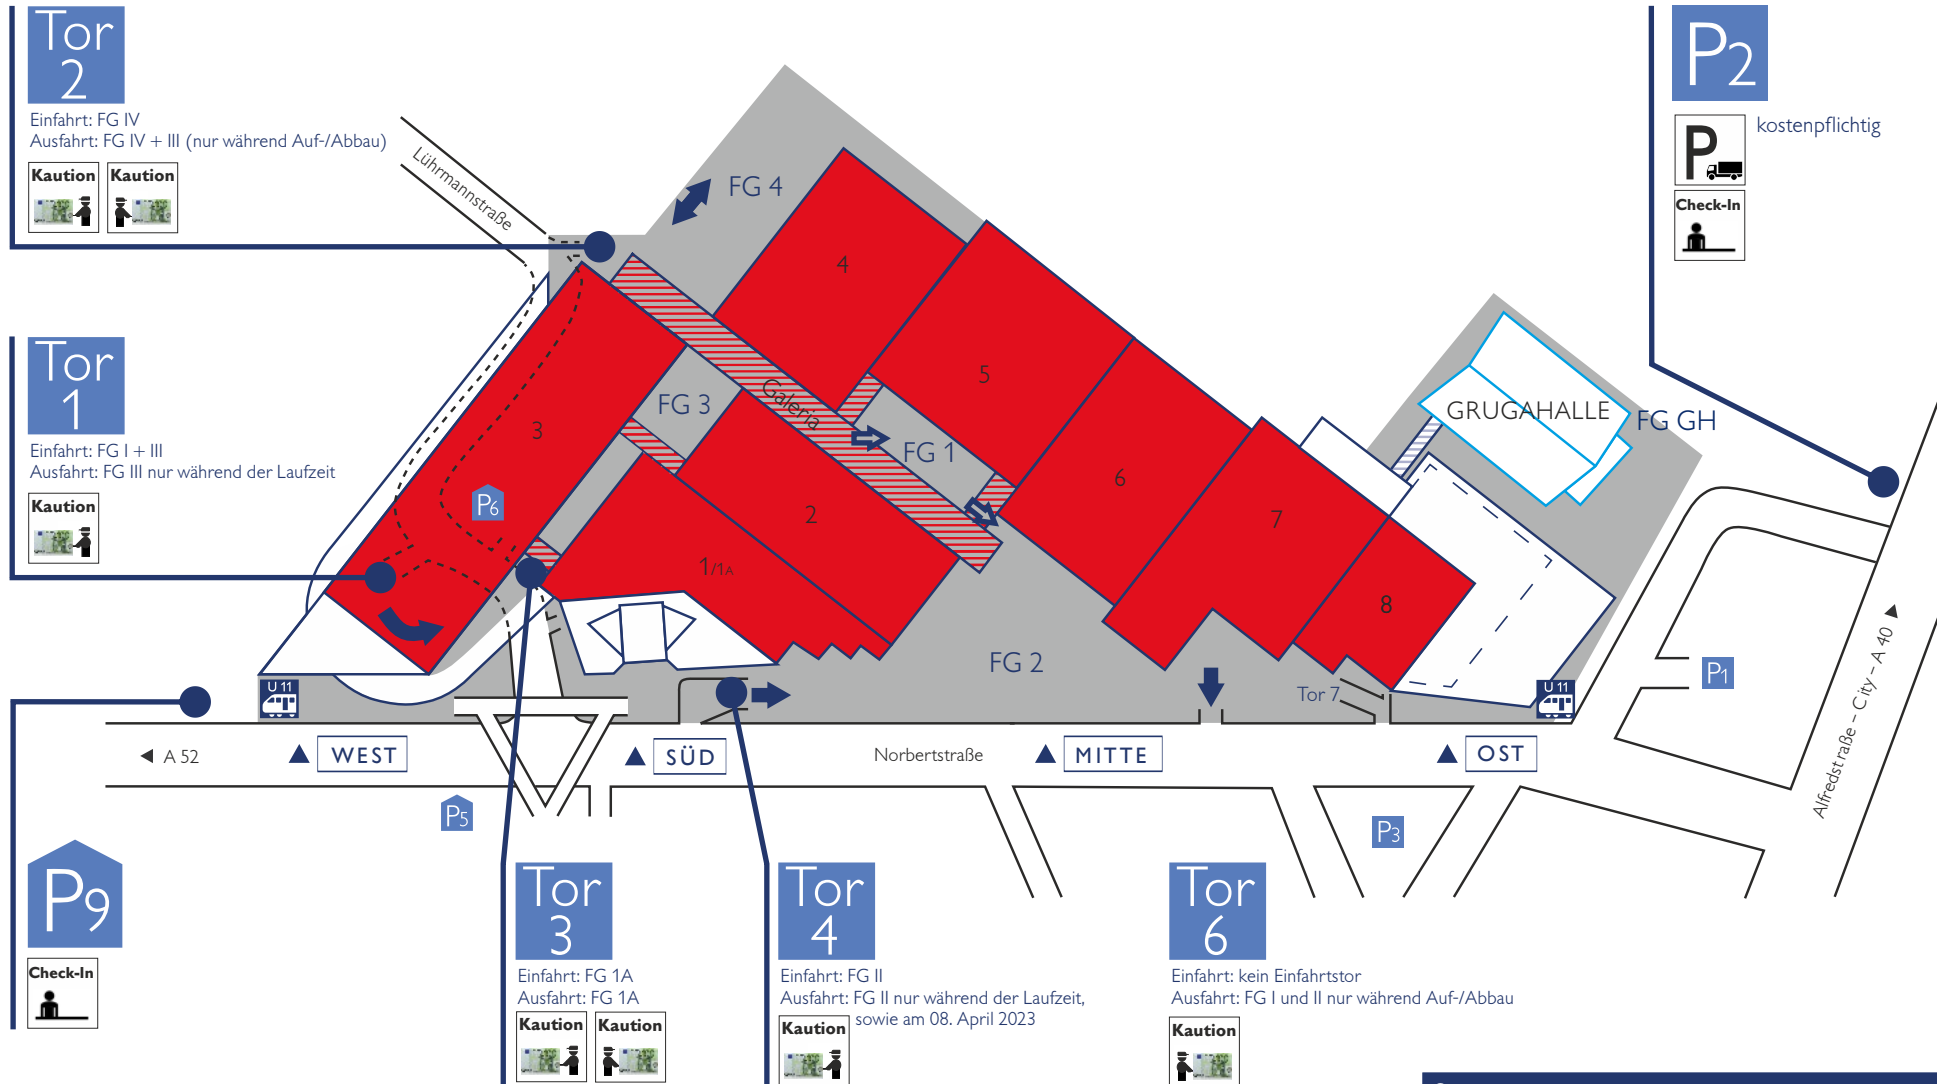 Tor
2
Einfahrt: FG IV
Ausfahrt: FG IV + III (nur während Auf-/Abbau)
Kaution
Kaution
Lührmannstraße
P2
kostenpflichtig
P
Check-In
FG 4
4
5
3
FG 3
Galeria
FG 1
6
2
1/1A
7
8
GRUGAHALLE
FG GH
FG 2
Tor
1
Einfahrt: FG I + III
Ausfahrt: FG III nur während der Laufzeit
Kaution
P6
U 11
Tor 7
U 11
P1
Alfredstraße – City – A 40
A 52
WEST
SÜD
Norbertstraße
MITTE
OST
P5
P3
P9
Check-In
Tor
3
Einfahrt: FG 1A
Ausfahrt: FG 1A
Kaution
Kaution
Tor
4
Einfahrt: FG II
Ausfahrt: FG II nur während der Laufzeit,
sowie am 08. April 2023
Kaution
Tor
6
Einfahrt: kein Einfahrtstor
Ausfahrt: FG I und II nur während Auf-/Abbau
Kaution